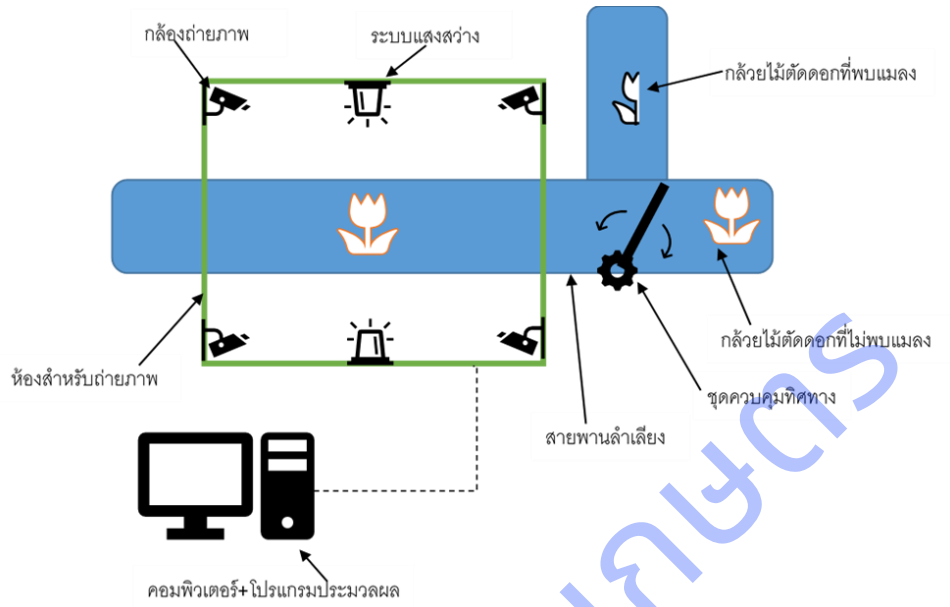 กล้องถ่ายภาพ
ระบบแสงสว่าง
กล้วยไม้ตัดดอกที่พบแมลง
กล้วยไม้ตัดดอกที่ไม่พบแมลง
ห้องสำหรับถ่ายภาพ
ชุดควบคุมทิศทาง
สายพานลำเลียง
คอมพิวเตอร์+โปรแกรมประมวลผล